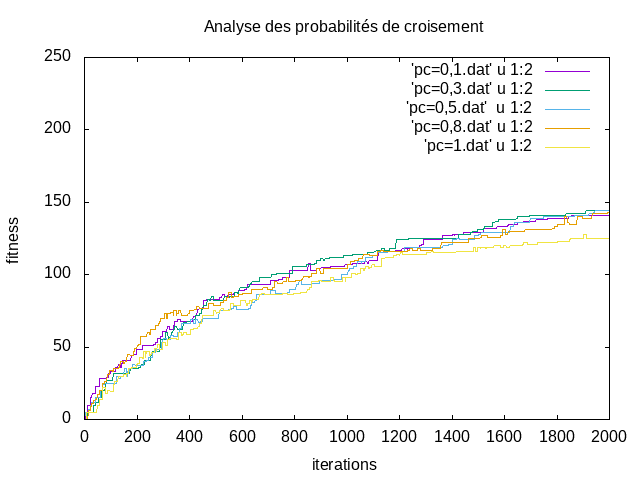 Analyse des probabilités de croisement
250
200
150
100
50
0
fitness
'pc=0,1.dat' u 1:2
'pc=0,3.dat' u 1:2
'pc=0,5.dat'  u 1:2
'pc=0,8.dat' u 1:2
'pc=1.dat' u 1:2
0 200 400 600 800 1000 1200 1400 1600 1800 2000
iterations